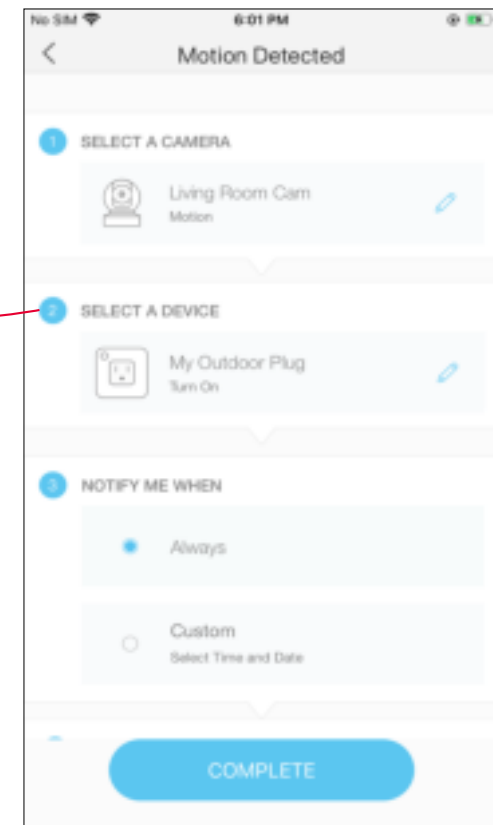 No SIM 6:01 PM
Motion Detected
1 SELECT A CAMERA
Living Room Cam
Motion
2 SELECT A DEVICE
My Outdoor Plug
Turn On
3 NOTIFY ME WHEN
Always
Custom
Select Time and Date
COMPLETE